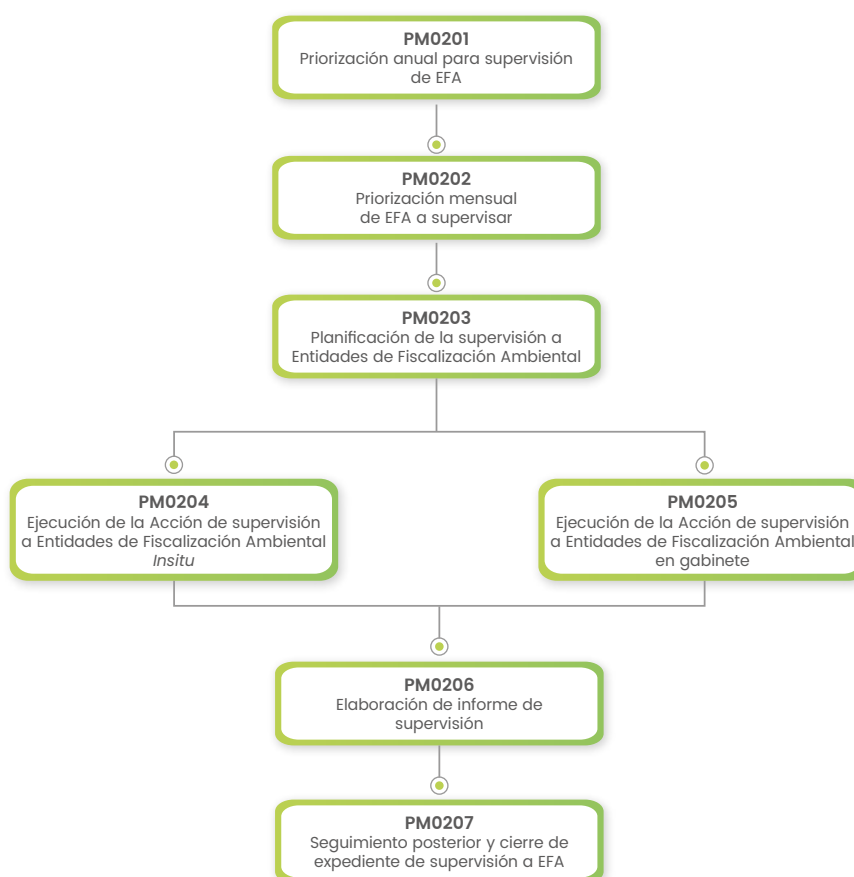 PM0201
Priorización anual para supervisión
de EFA
PM0202
Priorización mensual
de EFA a supervisar
PM0203
Planificación de la supervisión a
Entidades de Fiscalización Ambiental
PM0204
Ejecución de la Acción de supervisión
a Entidades de Fiscalización Ambiental
Insitu
PM0205
Ejecución de la Acción de supervisión
a Entidades de Fiscalización Ambiental
en gabinete
PM0206
Elaboración de informe de
supervisión
PM0207
Seguimiento posterior y cierre de
expediente de supervisión a EFA